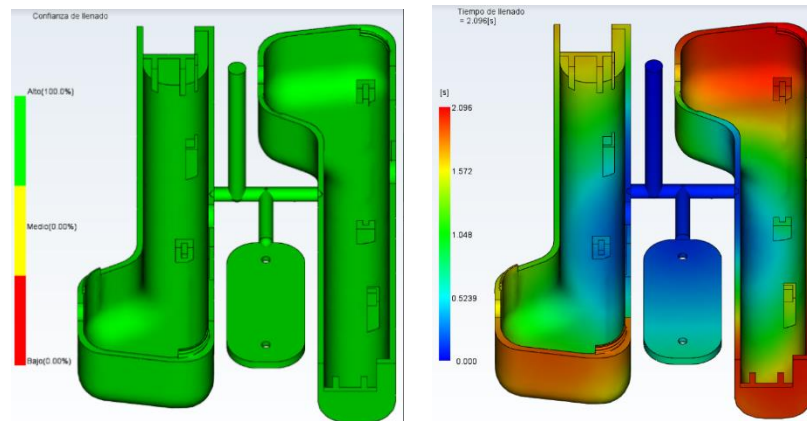 Confianza de llenado
Alto(100.0%)
Medio(0.00%)
Bajo(0.00%)
Tiempo de llenado
= 2.096[s]
[s]
2.096
1.572
1.048
0.5239
0.000